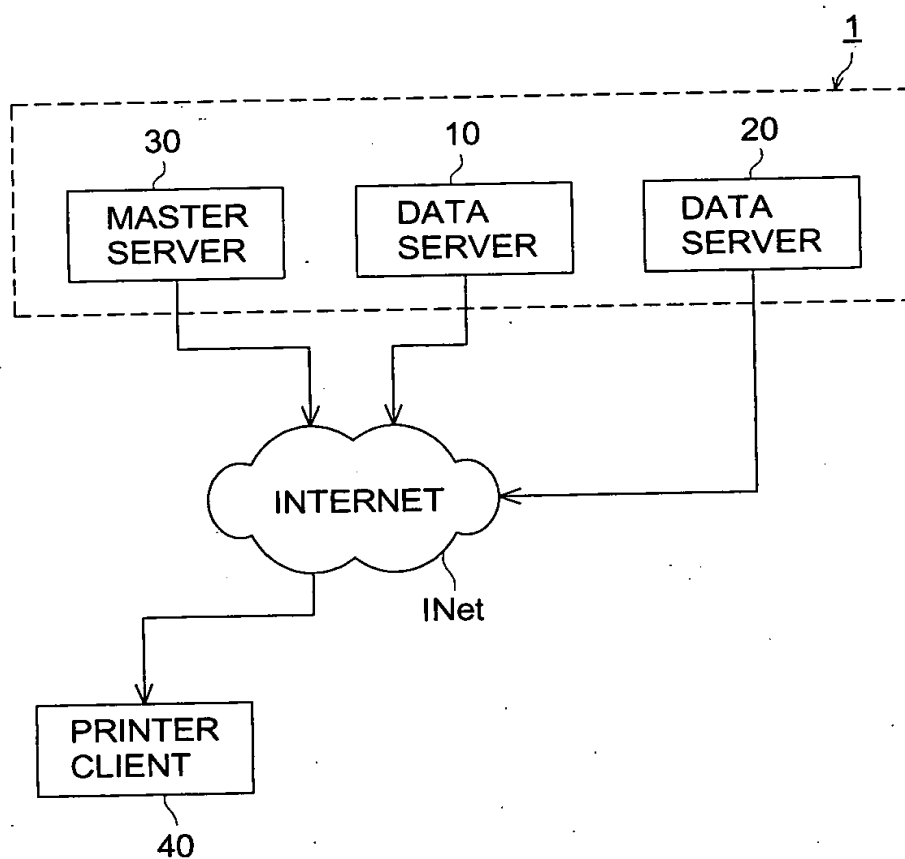 1
30
10
20
MASTER
SERVER
DATA
SERVER
DATA
SERVER
INTERNET
INet
PRINTER
CLIENT
40